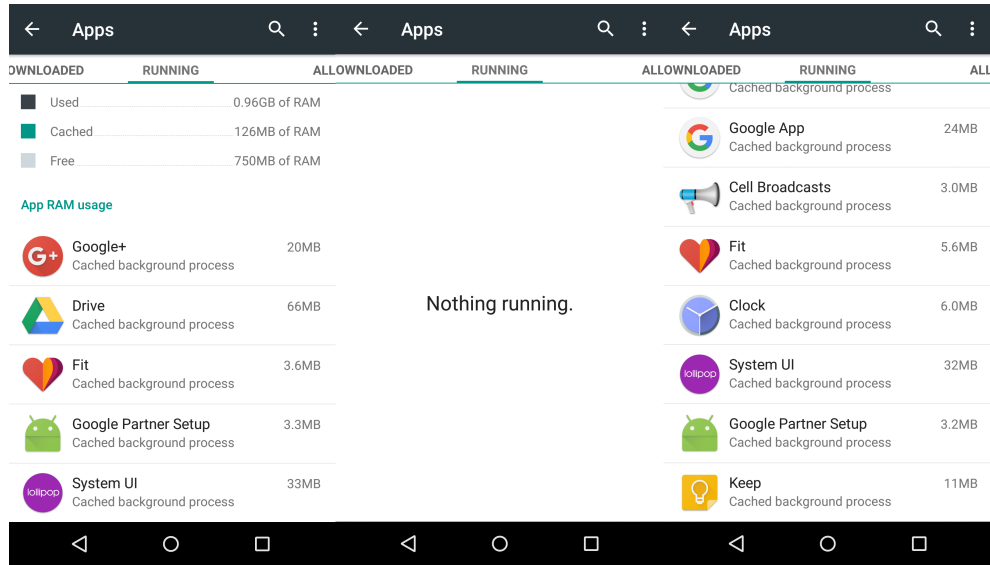 Apps
OWNLOADED RUNNING ALL
Used 0.96GB of RAM
Cached 126MB of RAM
Free 750MB of RAM
App RAM usage
G+
Google+ 20MB
Cached background process
Drive 66MB
Cached background process
Fit 3.6MB
Cached background process
Google Partner Setup 3.3MB
Cached background process
lollipop
System UI 33MB
Cached background process
Apps
OWNLOADED RUNNING ALL
Nothing running.
Apps
OWNLOADED RUNNING ALL
Cached background process
G
Google App 24MB
Cached background process
Cell Broadcasts 3.0MB
Cached background process
Fit 5.6MB
Cached background process
Clock 6.0MB
Cached background process
lollipop
System UI 32MB
Cached background process
Google Partner Setup 3.2MB
Cached background process
Keep 11MB
Cached background process